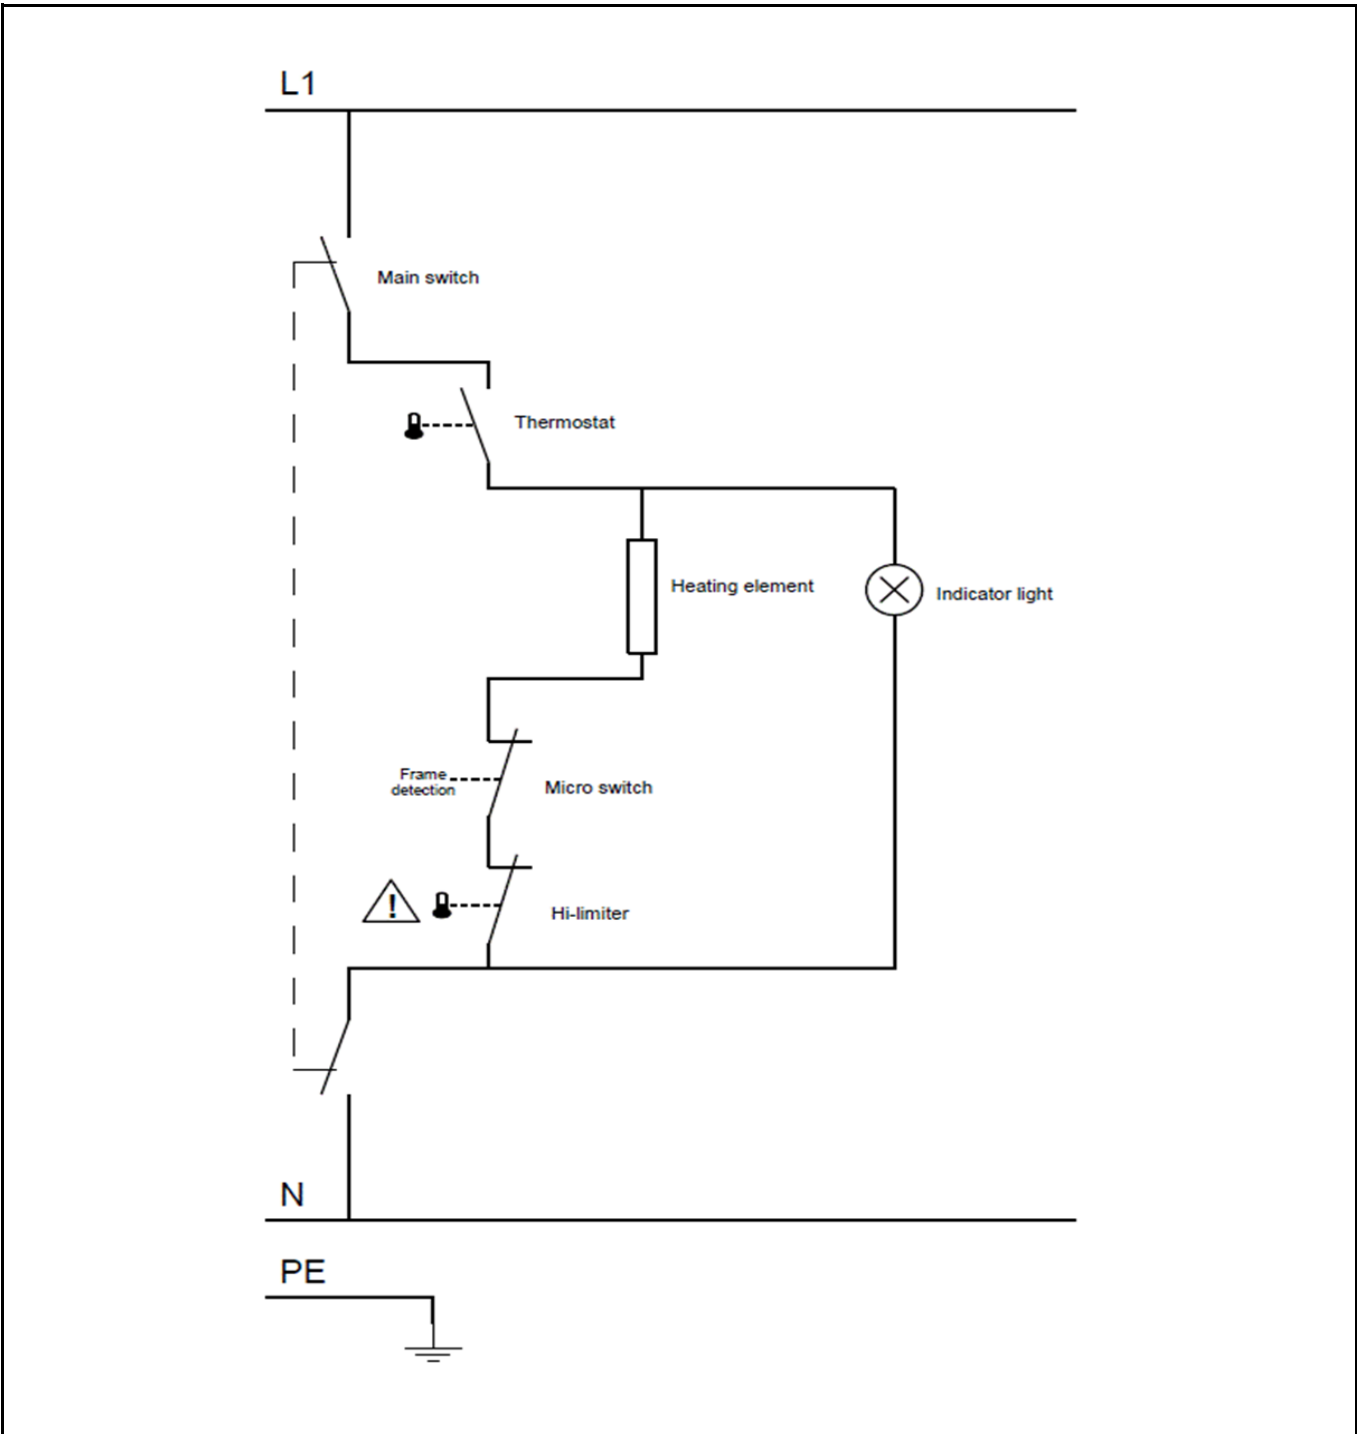 L1
Main switch
Thermostat
Heating element
Indicator light
Frame
detection
Micro switch
!
Hi-limiter
N
PE